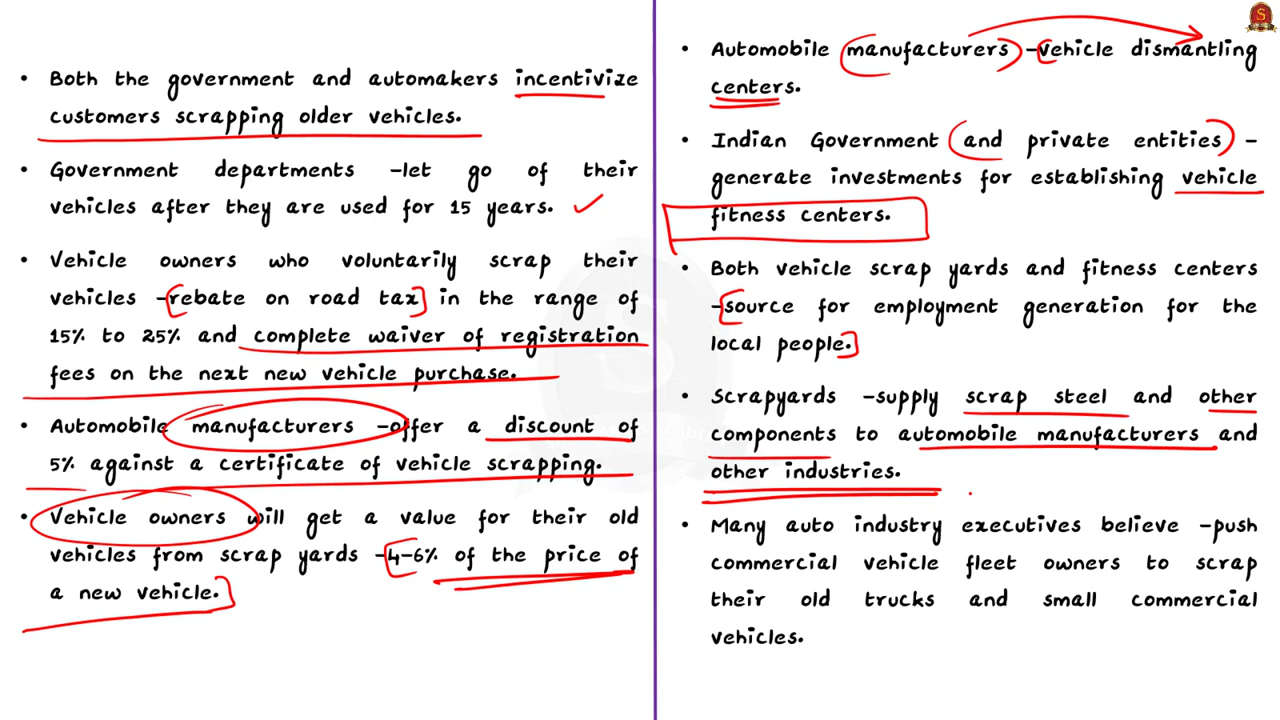 • Both the government and automakers incentivize
customers scrapping older vehicles.
• Government departments -let go of their
vehicles after they are used for 15 years.
• Vehicle owners who voluntarily scrap their
vehicles -rebate on road tax in the range of
15% to 25% and complete waiver of registration
fees on the next new vehicle purchase.
• Automobile manufacturers -offer a discount of
5% against a certificate of vehicle scrapping.
• Vehicle owners will get a value for their old
vehicles from scrap yards -4-6% of the price of
a new vehicle.
• Automobile manufacturers -vehicle dismantling
centers.
• Indian Government and private entities -
generate investments for establishing vehicle
fitness centers.
• Both vehicle scrap yards and fitness centers
-source for employment generation for the
local people.
• Scrapyards -supply scrap steel and other
components to automobile manufacturers and
other industries.
• Many auto industry executives believe -push
commercial vehicle fleet owners to scrap
their old trucks and small commercial
vehicles.